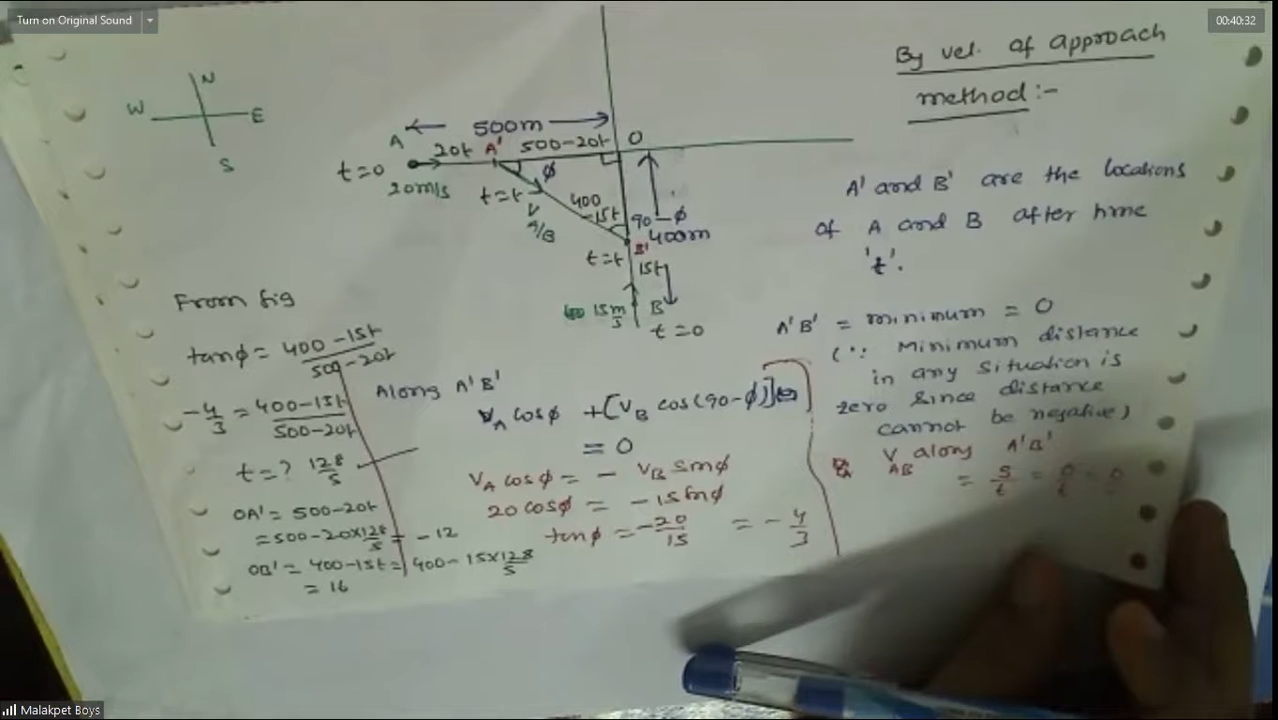 Turn on Original Sound
00:40:32
By vel. of approach
method:-
N
W
E
S
A
500m
O
20t
A'
500-20t
t=0
20m/s
t=t
φ
V
A/B
400
-15t
90-φ
400m
B'
t=t
15t
15 m/s
B
t=0
A' and B' are the locations
of A and B after time
't'.
A'B' = minimum = 0
(∵ Minimum distance
in any situation is
zero since distance
cannot be negative)
V_AB along A'B'
= s/t = 0/t = 0
From fig
tanφ = (400-15t)/(500-20t)
-4/3 = (400-15t)/(500-20t)
t=? 128/5
OA' = 500-20t
= 500-20×128/5 = -12
OB' = 400-15t = 400-15×128/5
= 16
Along A'B'
V_A cosφ + [V_B cos(90-φ)]
= 0
V_A cosφ = - V_B sinφ
20 cosφ = -15 sinφ
tanφ = -20/15 = -4/3
Malakpet Boys